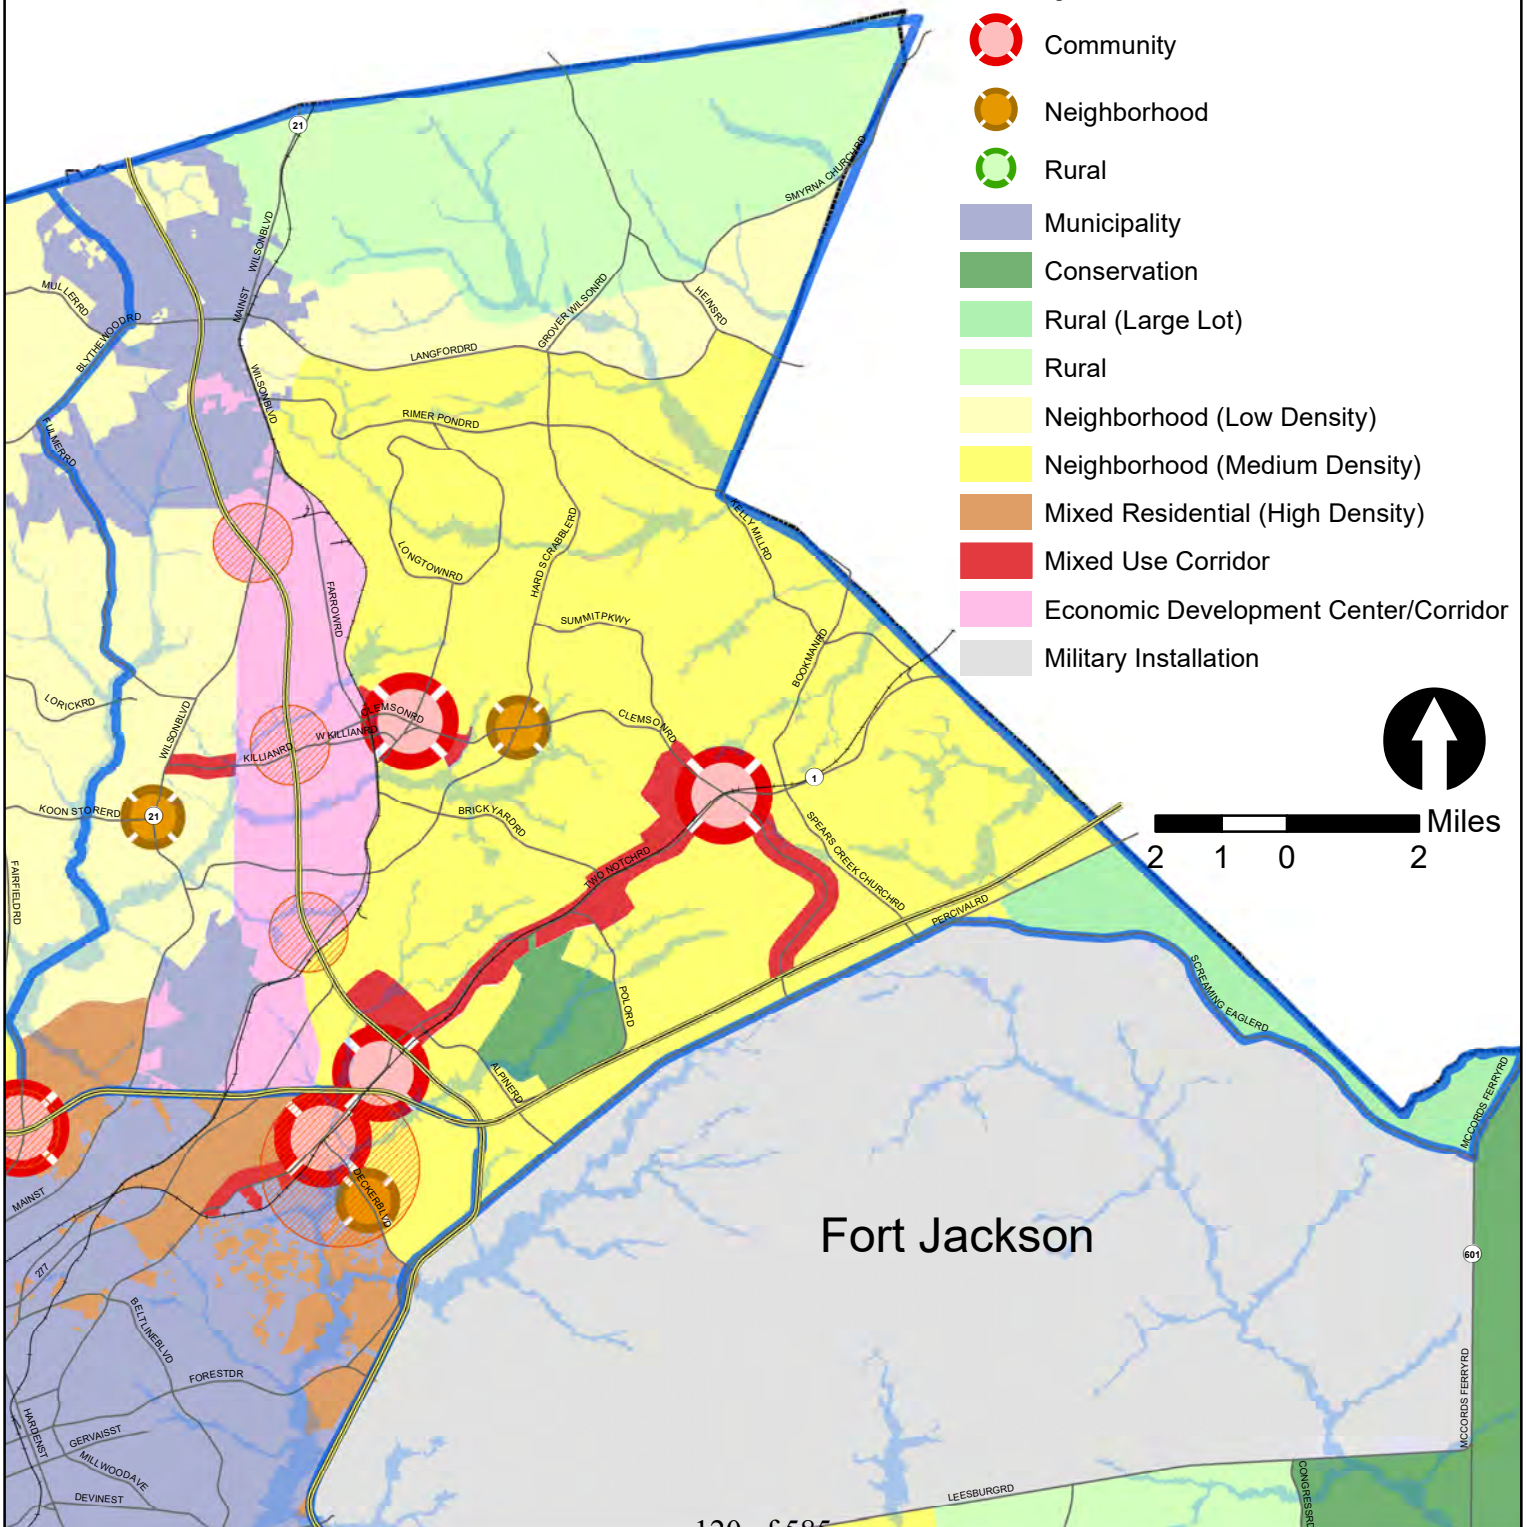 Community
Neighborhood
Rural
Municipality
Conservation
Rural (Large Lot)
Rural
Neighborhood (Low Density)
Neighborhood (Medium Density)
Mixed Residential (High Density)
Mixed Use Corridor
Economic Development Center/Corridor
Military Installation
Miles
2 1 0 2
21
WILSONBLVD
SMYRNA CHURCHRD
MULLERRD
MAINST
BLYTHEWOODRD
GROVER WILSONRD
HEINSRD
LANGFORDRD
WILSONBLVD
FULMERRD
RIMER PONDRD
KELLY MILLRD
LONGTOWNRD
HARD SCRABBLERD
FARROWRD
SUMMITPKWY
BOOKMANRD
LORICKRD
WILSONBLVD
CLEMSONRD
W KILLIANRD
KILLIANRD
CLEMSONRD
1
KOON STORERD
21
BRICKYARDRD
TWO NOTCHRD
SPEARS CREEKCHURCHRD
FAIRFIELDRD
PERCIVALRD
POLORD
SCREAMING EAGLERD
ALPINERD
MCCORDS FERRYRD
DECKERBLVD
MAINST
Fort Jackson
277
601
BELTLINEBLVD
FORESTDR
MCCORDS FERRYRD
HARDENST
GERVAISST
MILLWOODAVE
DEVINEST
LEESBURGRD
CONGRESSRD